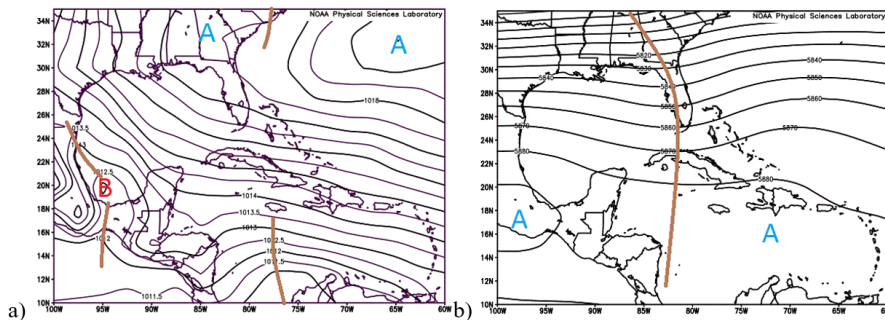 NOAA Physical Sciences Laboratory
34N
32N
30N
28N
26N
24N
22N
20N
18N
16N
14N
12N
10N
A
A
1018
1013.5
1013
1012.5
B
1014
1013.5
1013
1012.5
1012
1012
1011.5
100W
95W
90W
85W
80W
75W
70W
65W
60W
a)
NOAA Physical Sciences Laboratory
34N
32N
30N
28N
26N
24N
22N
20N
18N
16N
14N
12N
10N
5820
5830
5840
5840
5850
5850
5860
5860
5870
5870
5870
5880
5880
A
A
100W
95W
90W
85W
80W
75W
70W
65W
60W
b)